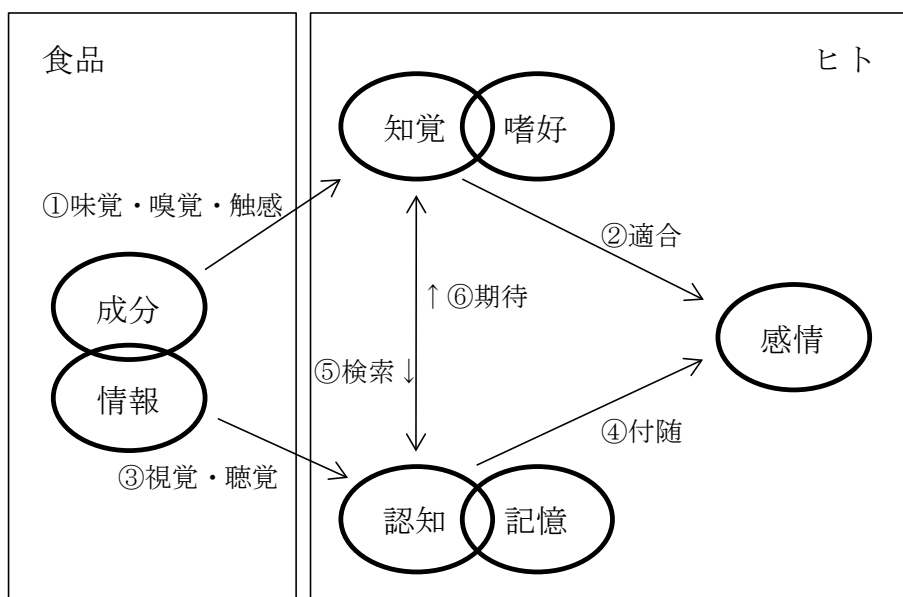 食品
ヒト
知覚
嗜好
①味覚・嗅覚・触感
②適合
成分
↑⑥期待
感情
⑤検索↓
情報
④付随
③視覚・聴覚
認知
記憶